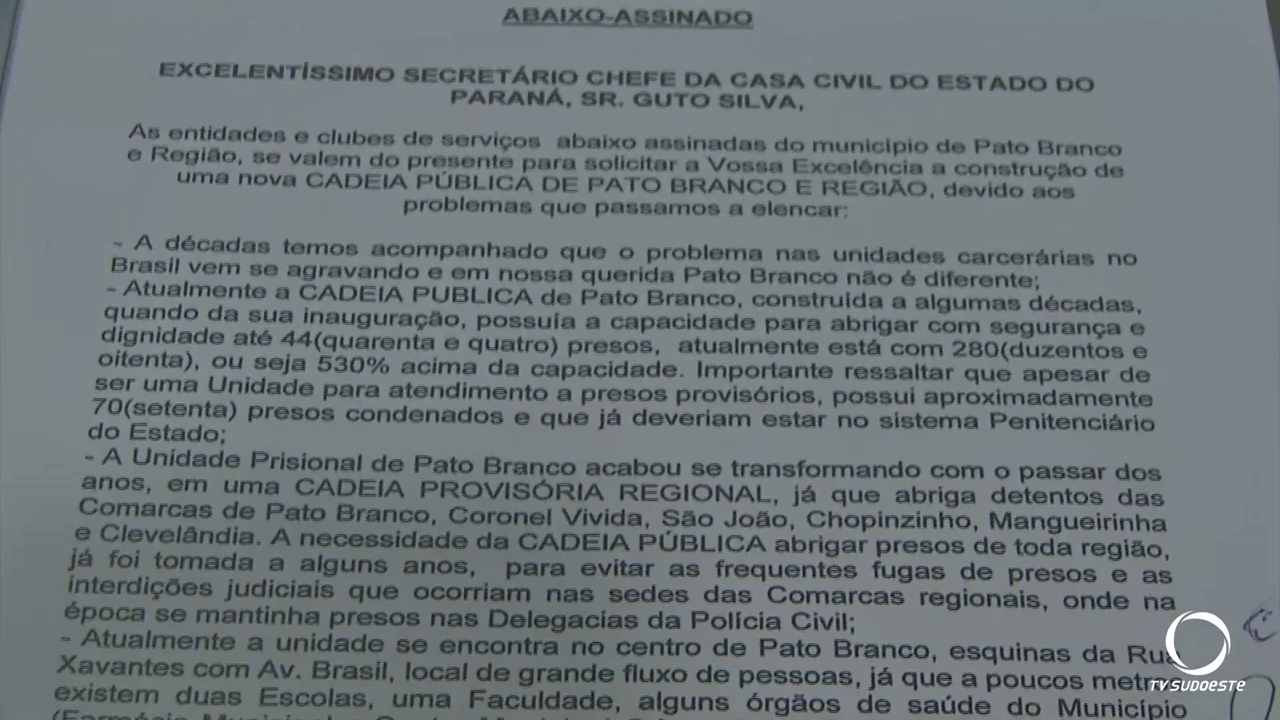 ABAIXO-ASSINADO
EXCELENTÍSSIMO SECRETÁRIO CHEFE DA CASA CIVIL DO ESTADO DO
PARANÁ, SR. GUTO SILVA,
As entidades e clubes de serviços abaixo assinadas do município de Pato Branco
e Região, se valem do presente para solicitar a Vossa Excelência a construção de
uma nova CADEIA PÚBLICA DE PATO BRANCO E REGIÃO, devido aos
problemas que passamos a elencar:
- A décadas temos acompanhado que o problema nas unidades carcerárias no
Brasil vem se agravando e em nossa querida Pato Branco não é diferente;
- Atualmente a CADEIA PUBLICA de Pato Branco, construída a algumas décadas,
quando da sua inauguração, possuía a capacidade para abrigar com segurança e
dignidade até 44(quarenta e quatro) presos, atualmente está com 280(duzentos e
oitenta), ou seja 530% acima da capacidade. Importante ressaltar que apesar de
ser uma Unidade para atendimento a presos provisórios, possui aproximadamente
70(setenta) presos condenados e que já deveriam estar no sistema Penitenciário
do Estado;
- A Unidade Prisional de Pato Branco acabou se transformando com o passar dos
anos, em uma CADEIA PROVISÓRIA REGIONAL, já que abriga detentos das
Comarcas de Pato Branco, Coronel Vivida, São João, Chopinzinho, Mangueirinha
e Clevelândia. A necessidade da CADEIA PÚBLICA abrigar presos de toda região,
já foi tomada a alguns anos, para evitar as frequentes fugas de presos e as
interdições judiciais que ocorriam nas sedes das Comarcas regionais, onde na
época se mantinha presos nas Delegacias da Polícia Civil;
- Atualmente a unidade se encontra no centro de Pato Branco, esquinas da Rua
Xavantes com Av. Brasil, local de grande fluxo de pessoas, já que a poucos metros
existem duas Escolas, uma Faculdade, alguns órgãos de saúde do Município
TV SUDOESTE